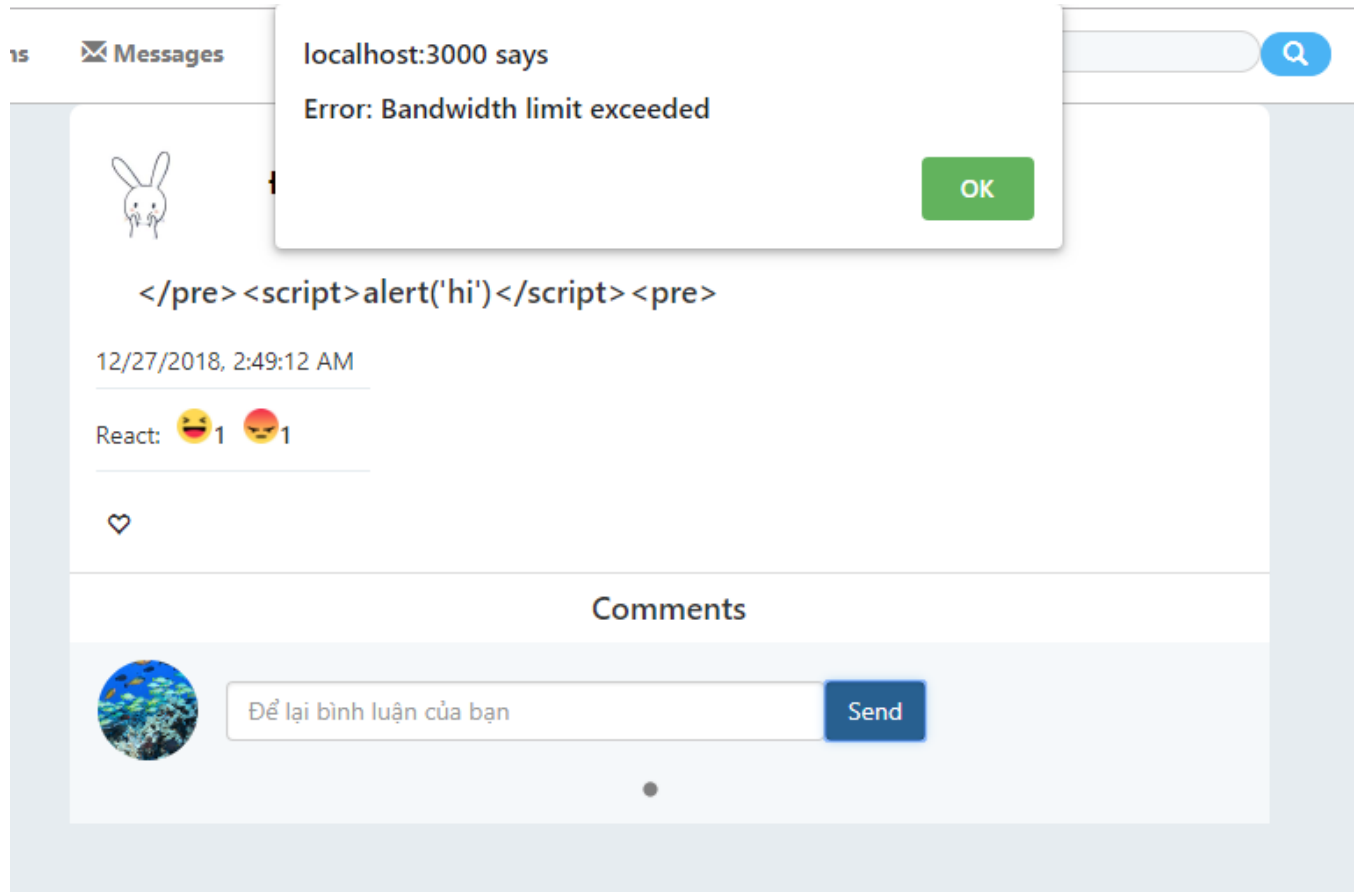 Messages
localhost:3000 says
Error: Bandwidth limit exceeded
OK
</pre><script>alert('hi')</script><pre>
12/27/2018, 2:49:12 AM
React: 😆1 😡1
Comments
Để lại bình luận của bạn
Send